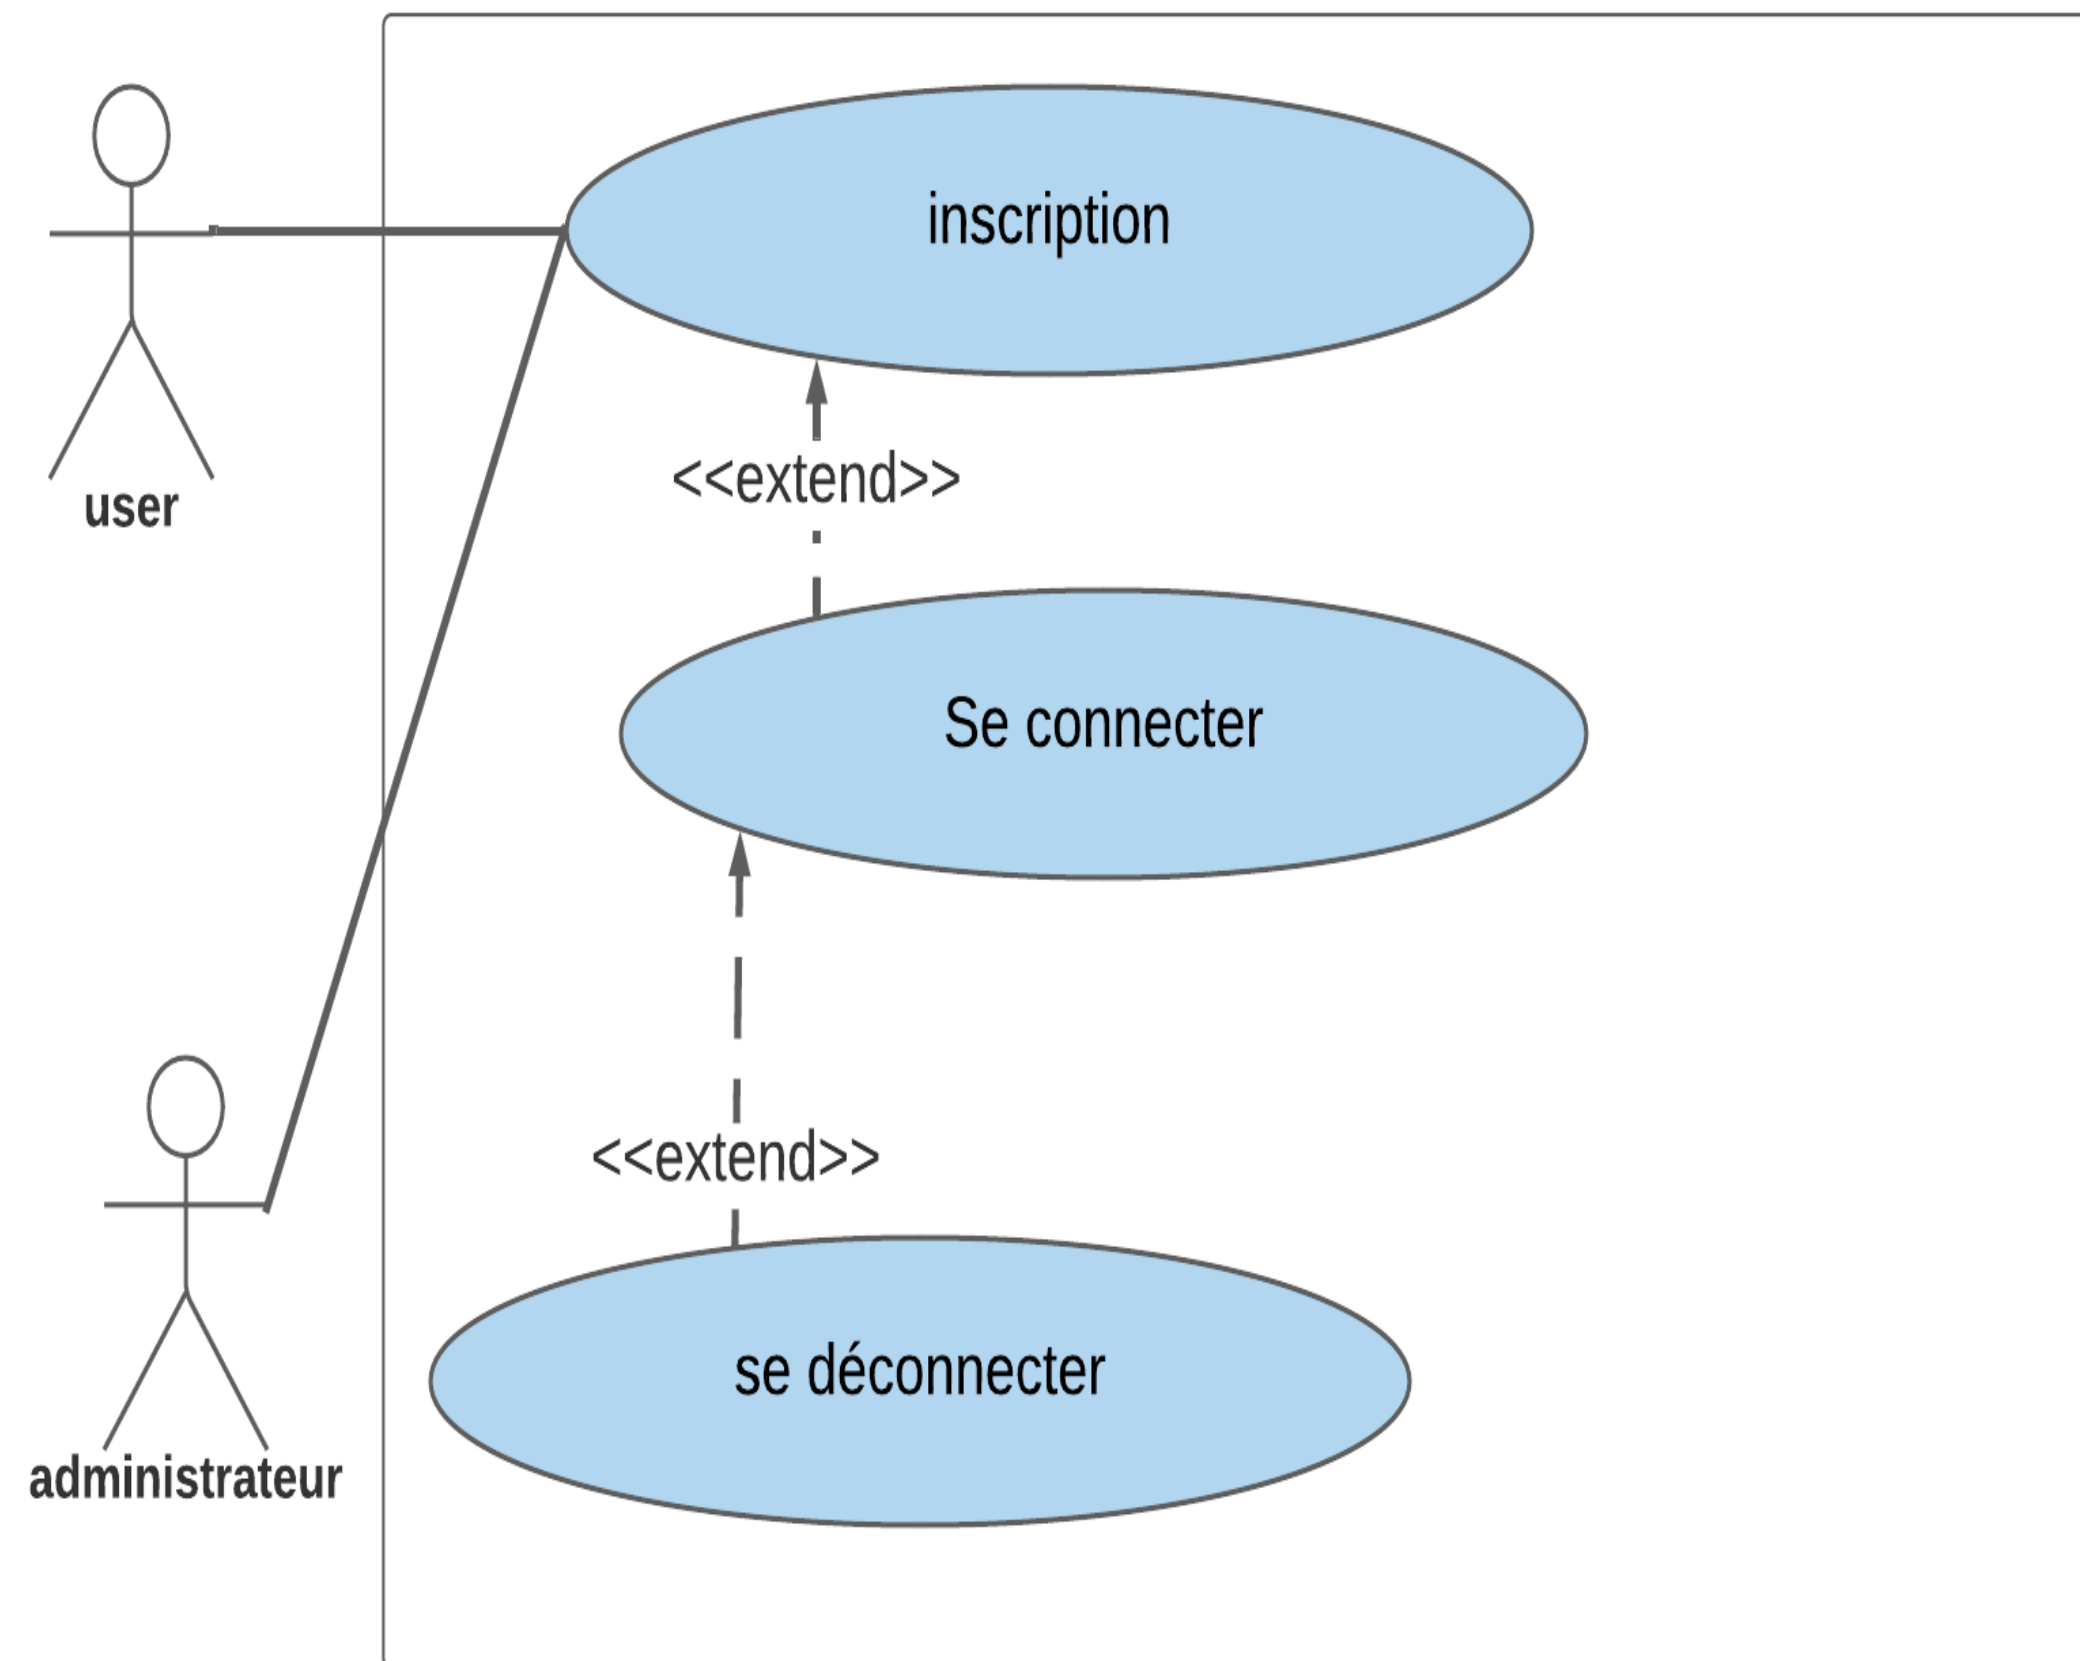 inscription
<<extend>>
user
Se connecter
<<extend>>
se déconnecter
administrateur